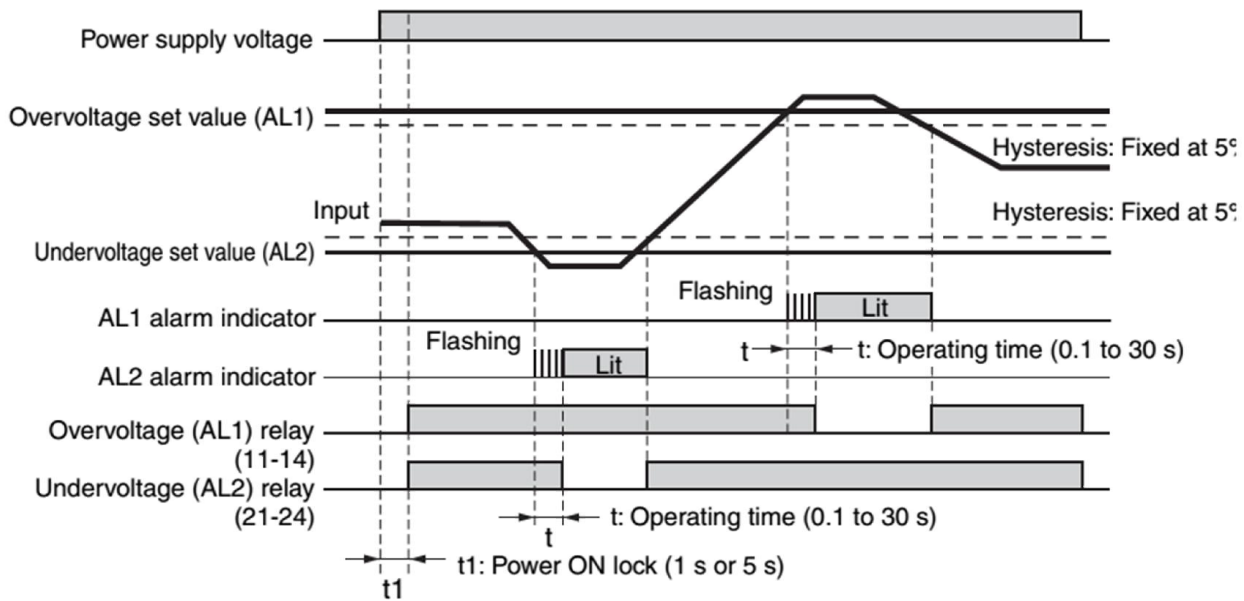 Power supply voltage
Overvoltage set value (AL1)
Hysteresis: Fixed at 5%
Input
Hysteresis: Fixed at 5%
Undervoltage set value (AL2)
Flashing
Lit
AL1 alarm indicator
Flashing
t
t: Operating time (0.1 to 30 s)
Lit
AL2 alarm indicator
Overvoltage (AL1) relay
(11-14)
Undervoltage (AL2) relay
(21-24)
t: Operating time (0.1 to 30 s)
t
t1: Power ON lock (1 s or 5 s)
t1